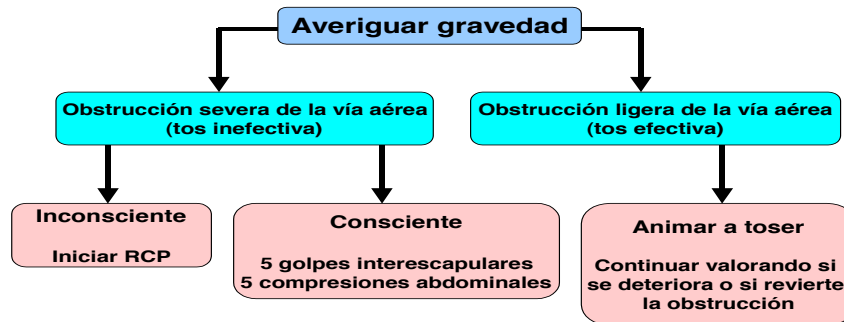 Averiguar gravedad
Obstrucción severa de la vía aérea
(tos inefectiva)
Obstrucción ligera de la vía aérea
(tos efectiva)
Inconsciente
Iniciar RCP
Consciente
5 golpes interescapulares
5 compresiones abdominales
Animar a toser
Continuar valorando si
se deteriora o si revierte
la obstrucción